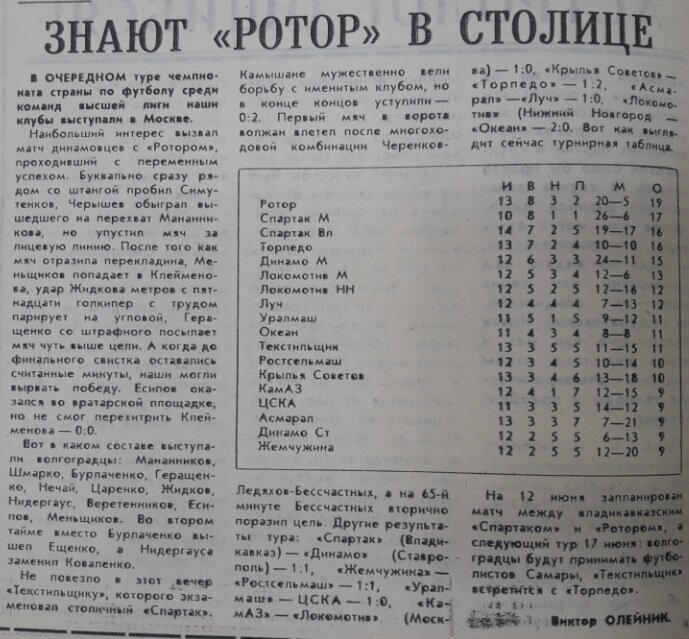 ЗНАЮТ «РОТОР» В СТОЛИЦЕ
В ОЧЕРЕДНОМ туре чемпио-
ната страны по футболу среди
команд высшей лиги наши
клубы выступали в Москве.
Наибольший интерес вызвал
матч динамовцев с «Ротором»,
проходивший с переменным
успехом. Буквально сразу ря-
дом со штангой пробил Симу-
тенков, Черышев обыграл вы-
шедшего на перехват Мананни-
кова, но упустил мяч за
лицевую линию. После того как
мяч отразила перекладина, Ме-
ньщиков попадает в Клеймено-
ва, удар Жидкова метров с пят-
надцати голкипер с трудом
парирует на угловой, Гера-
щенко со штрафного посылает
мяч чуть выше цели. А когда до
финального свистка оставались
считанные минуты, наши могли
вырвать победу. Есипов ока-
зался во вратарской площадке,
но не смог перехитрить Клей-
менова — 0:0.
Вот в каком составе выступа-
ли волгоградцы: Мананников,
Шмарко, Бурлаченко, Геращен-
ко, Нечай, Царенко, Жидков,
Нидергаус, Веретенников, Еси-
пов, Меньщиков. Во втором
тайме вместо Бурлаченко вы-
шел Ещенко, а Нидергауса
заменил Коваленко.
Не повезло в этот вечер
«Текстильщику», которого экза-
меновал столичный «Спартак».
Камышане мужественно вели
борьбу с именитым клубом, но
в конце концов уступили —
0:2. Первый мяч в ворота
волжан влетел после многохо-
довой комбинации Черенков-
Ледяхов-Бессчастных, а на 65-й
минуте Бессчастных вторично
поразил цель. Другие результа-
ты тура: «Спартак» (Влади-
кавказ) — «Динамо» (Ставро-
поль) — 1:1, «Жемчужина» —
«Ростсельмаш» — 1:1, «Урал-
маш» — ЦСКА — 1:0, «Ка-
мАЗ» — «Локомотив» (Моск-
ва) — 1:0, «Крылья Советов» —
«Торпедо» — 1:2, «Асма-
рал» — «Луч» — 1:0, «Локомо-
тив» (Нижний Новгород —
«Океан» — 2:0. Вот как выгля-
дит сейчас турнирная таблица.
И В Н П М О
Ротор 13 8 3 2 20—5 19
Спартак М 10 8 1 1 26—6 17
Спартак Вл 14 7 2 5 19—17 16
Торпедо 13 7 2 4 10—10 16
Динамо М 12 6 3 3 24—11 15
Локомотив М 12 5 3 4 12—6 13
Локомотив НН 12 5 2 5 12—16 12
Луч 12 4 4 4 7—13 12
Уралмаш 11 5 1 5 9—12 11
Океан 11 4 3 4 8—8 11
Текстильщик 13 3 5 5 11—15 11
Ростсельмаш 12 3 4 5 10—14 10
Крылья Советов 13 3 4 6 13—18 10
КамАЗ 12 4 1 7 12—15 9
ЦСКА 11 3 3 5 14—12 9
Асмарал 13 3 3 7 7—21 9
Динамо Ст 12 2 5 5 6—13 9
Жемчужина 12 2 5 5 12—20 9
На 12 июня запланирован
матч между владикавказским
«Спартаком» и «Ротором», а
следующий тур 17 июня: волго-
градцы будут принимать футбо-
листов Самары, «Текстильщик»
встретится с «Торпедо».
Виктор ОЛЕЙНИК.